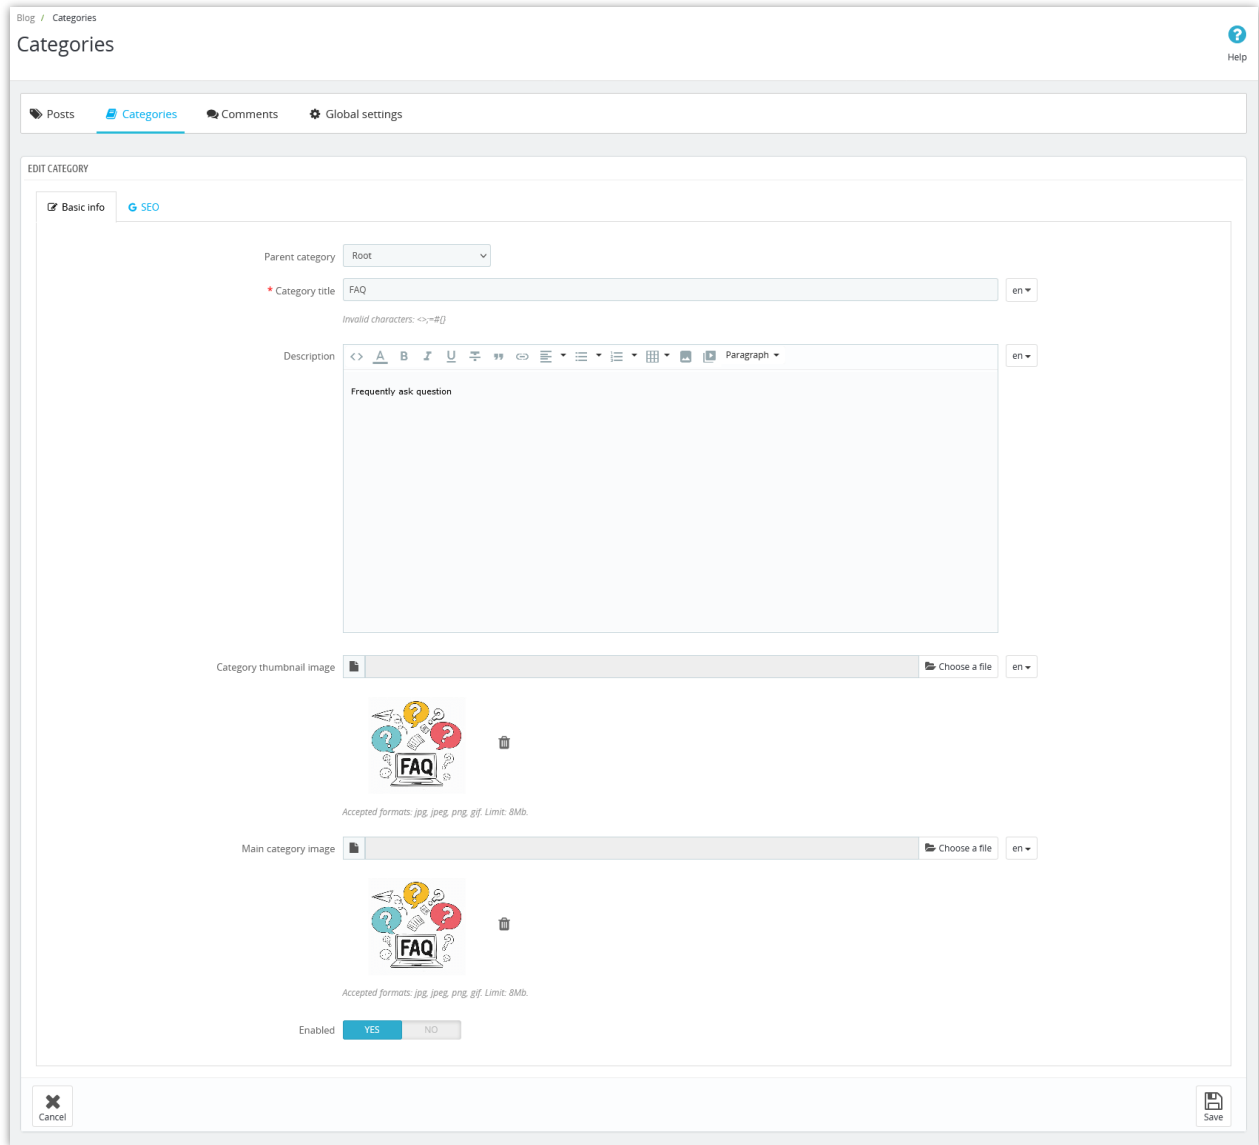 Blog / Categories
Categories
Help
Posts
Categories
Comments
Global settings
EDIT CATEGORY
Basic info
SEO
Parent category
Root
* Category title
FAQ
en
Invalid characters: <>;=#{}
Description
Paragraph
en
Frequently ask question
Category thumbnail image
Choose a file
en
FAQ
Accepted formats: jpg, jpeg, png, gif. Limit: 8Mb.
Main category image
Choose a file
en
FAQ
Accepted formats: jpg, jpeg, png, gif. Limit: 8Mb.
Enabled
YES
NO
Cancel
Save